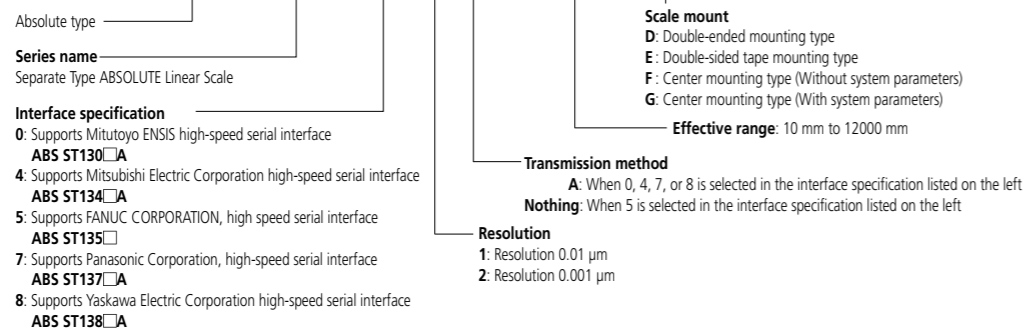 Absolute type
Series name
Separate Type ABSOLUTE Linear Scale
Interface specification
0: Supports Mitutoyo ENSIS high-speed serial interface
ABS ST130□A
4: Supports Mitsubishi Electric Corporation high-speed serial interface
ABS ST134□A
5: Supports FANUC CORPORATION, high speed serial interface
ABS ST135□
7: Supports Panasonic Corporation, high-speed serial interface
ABS ST137□A
8: Supports Yaskawa Electric Corporation high-speed serial interface
ABS ST138□A
Scale mount
D: Double-ended mounting type
E: Double-sided tape mounting type
F: Center mounting type (Without system parameters)
G: Center mounting type (With system parameters)
Effective range: 10 mm to 12000 mm
Transmission method
A: When 0, 4, 7, or 8 is selected in the interface specification listed on the left
Nothing: When 5 is selected in the interface specification listed on the left
Resolution
1: Resolution 0.01 µm
2: Resolution 0.001 µm